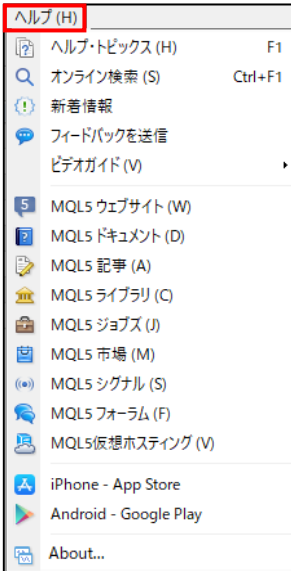 ヘルプ (H)
ヘルプ・トピックス (H) F1
オンライン検索 (S) Ctrl+F1
新着情報
フィードバックを送信
ビデオガイド (V)
5 MQL5 ウェブサイト (W)
MQL5 ドキュメント (D)
MQL5 記事 (A)
MQL5 ライブラリ (C)
MQL5 ジョブズ (J)
MQL5 市場 (M)
MQL5 シグナル (S)
MQL5 フォーラム (F)
MQL5仮想ホスティング (V)
iPhone - App Store
Android - Google Play
About...